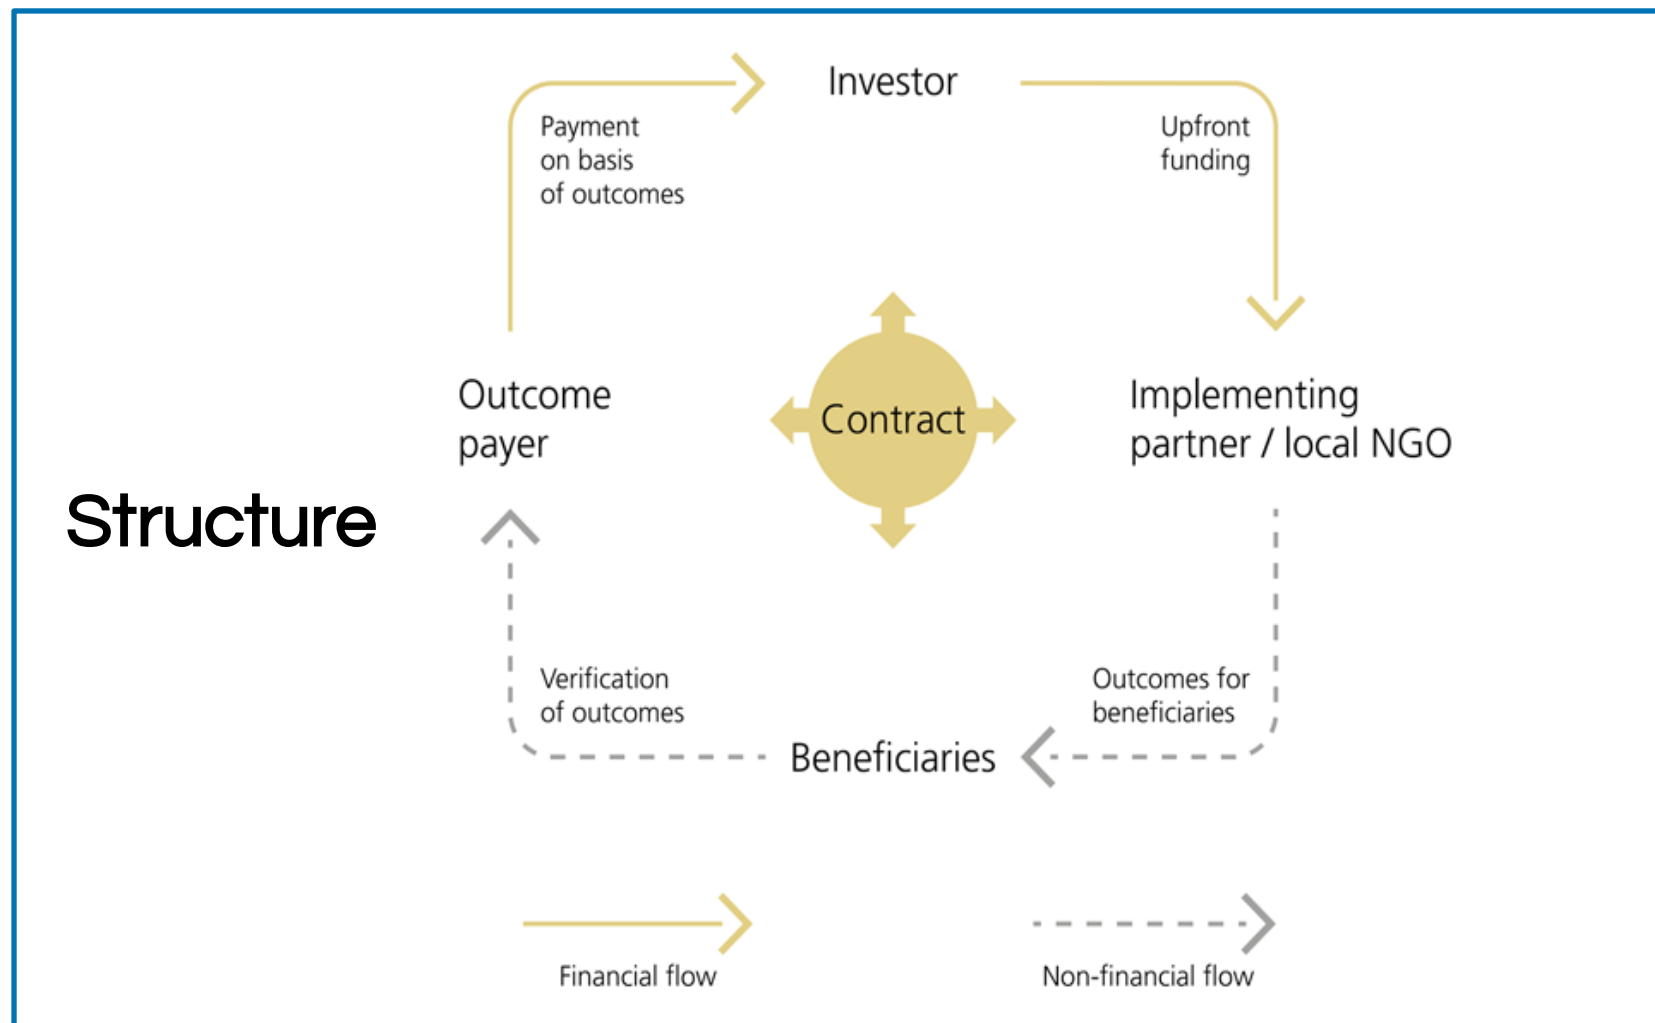 Investor
Payment
on basis
of outcomes
Upfront
funding
Outcome
payer
Contract
Implementing
partner / local NGO
Structure
Verification
of outcomes
Outcomes for
beneficiaries
Beneficiaries
Financial flow
Non-financial flow